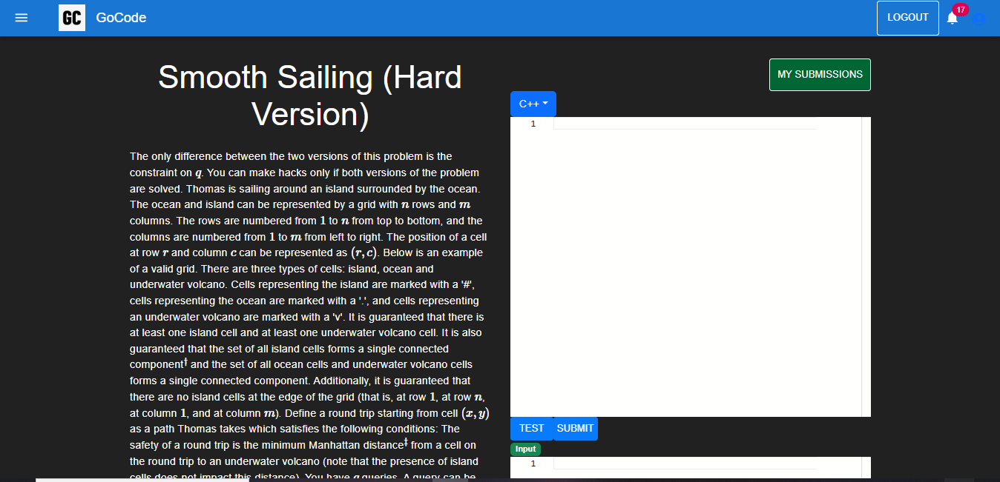 GC GoCode
LOGOUT
17
Smooth Sailing (Hard
Version)
The only difference between the two versions of this problem is the
constraint on q. You can make hacks only if both versions of the problem
are solved. Thomas is sailing around an island surrounded by the ocean.
The ocean and island can be represented by a grid with n rows and m
columns. The rows are numbered from 1 to n from top to bottom, and the
columns are numbered from 1 to m from left to right. The position of a cell
at row r and column c can be represented as (r, c). Below is an example
of a valid grid. There are three types of cells: island, ocean and
underwater volcano. Cells representing the island are marked with a '#',
cells representing the ocean are marked with a '.', and cells representing
an underwater volcano are marked with a 'v'. It is guaranteed that there is
at least one island cell and at least one underwater volcano cell. It is also
guaranteed that the set of all island cells forms a single connected
component† and the set of all ocean cells and underwater volcano cells
forms a single connected component. Additionally, it is guaranteed that
there are no island cells at the edge of the grid (that is, at row 1, at row n,
at column 1, and at column m). Define a round trip starting from cell (x, y)
as a path Thomas takes which satisfies the following conditions: The
safety of a round trip is the minimum Manhattan distance‡ from a cell on
the round trip to an underwater volcano (note that the presence of island
cells does not impact this distance). You have q queries. A query can be
MY SUBMISSIONS
C++
1
TEST
SUBMIT
Input
1